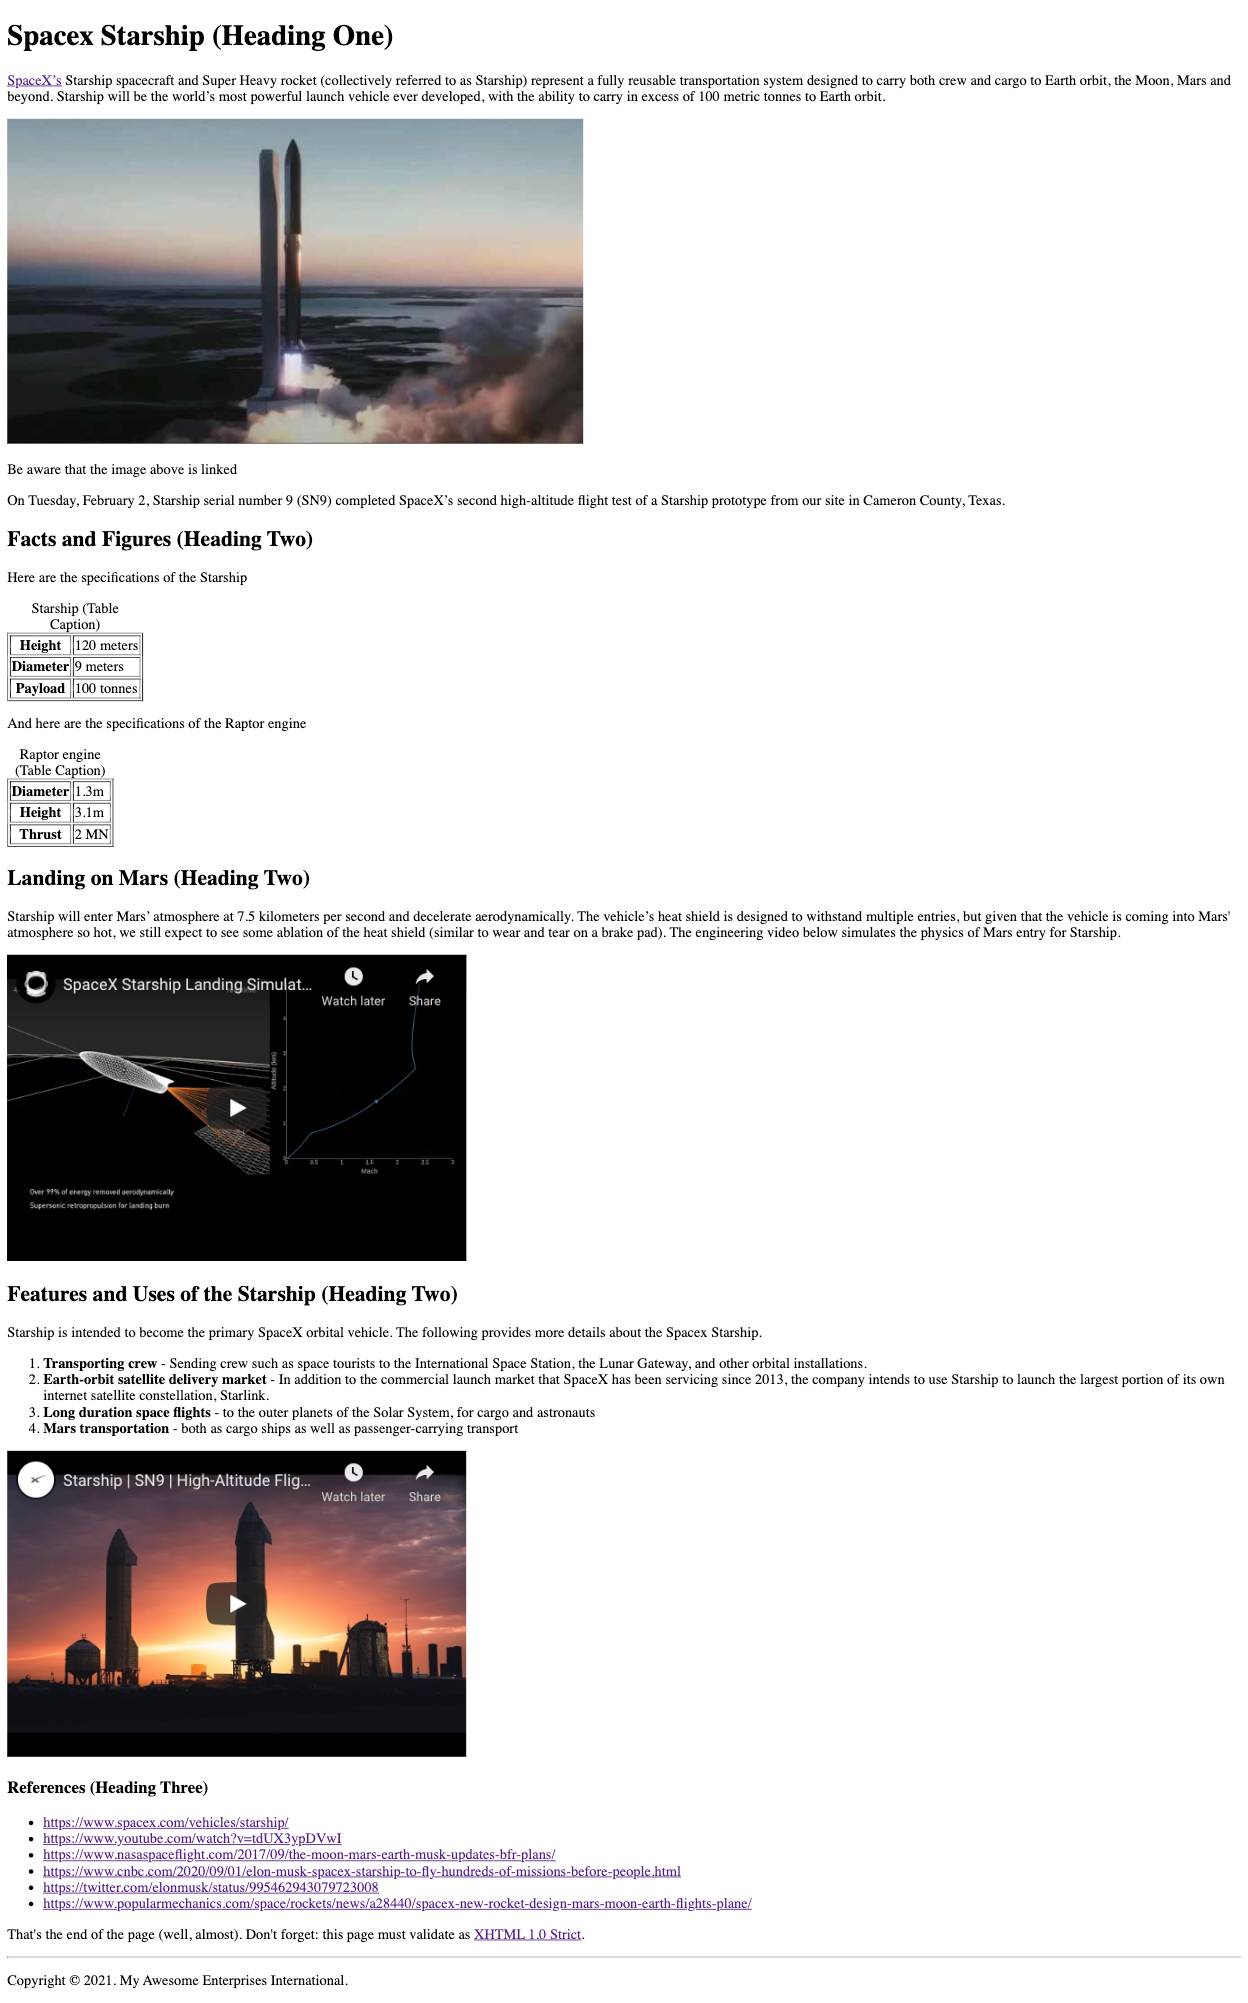 Spacex Starship (Heading One)
SpaceX’s Starship spacecraft and Super Heavy rocket (collectively referred to as Starship) represent a fully reusable transportation system designed to carry both crew and cargo to Earth orbit, the Moon, Mars and
beyond. Starship will be the world’s most powerful launch vehicle ever developed, with the ability to carry in excess of 100 metric tonnes to Earth orbit.
Be aware that the image above is linked
On Tuesday, February 2, Starship serial number 9 (SN9) completed SpaceX’s second high-altitude flight test of a Starship prototype from our site in Cameron County, Texas.
Facts and Figures (Heading Two)
Here are the specifications of the Starship
Starship (Table
Caption)
Height 120 meters
Diameter 9 meters
Payload 100 tonnes
And here are the specifications of the Raptor engine
Raptor engine
(Table Caption)
Diameter 1.3m
Height 3.1m
Thrust 2 MN
Landing on Mars (Heading Two)
Starship will enter Mars’ atmosphere at 7.5 kilometers per second and decelerate aerodynamically. The vehicle’s heat shield is designed to withstand multiple entries, but given that the vehicle is coming into Mars'
atmosphere so hot, we still expect to see some ablation of the heat shield (similar to wear and tear on a brake pad). The engineering video below simulates the physics of Mars entry for Starship.
SpaceX Starship Landing Simulat...
Watch later Share
4
3
Altitude (km)
2
1
0
0 0.5 1 1.5 2 2.5 3
Mach
Over 99% of energy removed aerodynamically
Supersonic retropropulsion for landing burn
Features and Uses of the Starship (Heading Two)
Starship is intended to become the primary SpaceX orbital vehicle. The following provides more details about the Spacex Starship.
1. Transporting crew - Sending crew such as space tourists to the International Space Station, the Lunar Gateway, and other orbital installations.
2. Earth-orbit satellite delivery market - In addition to the commercial launch market that SpaceX has been servicing since 2013, the company intends to use Starship to launch the largest portion of its own
internet satellite constellation, Starlink.
3. Long duration space flights - to the outer planets of the Solar System, for cargo and astronauts
4. Mars transportation - both as cargo ships as well as passenger-carrying transport
Starship | SN9 | High-Altitude Flig...
Watch later Share
References (Heading Three)
• https://www.spacex.com/vehicles/starship/
• https://www.youtube.com/watch?v=tdUX3ypDVwI
• https://www.nasaspaceflight.com/2017/09/the-moon-mars-earth-musk-updates-bfr-plans/
• https://www.cnbc.com/2020/09/01/elon-musk-spacex-starship-to-fly-hundreds-of-missions-before-people.html
• https://twitter.com/elonmusk/status/995462943079723008
• https://www.popularmechanics.com/space/rockets/news/a28440/spacex-new-rocket-design-mars-moon-earth-flights-plane/
That's the end of the page (well, almost). Don't forget: this page must validate as XHTML 1.0 Strict.
Copyright © 2021. My Awesome Enterprises International.